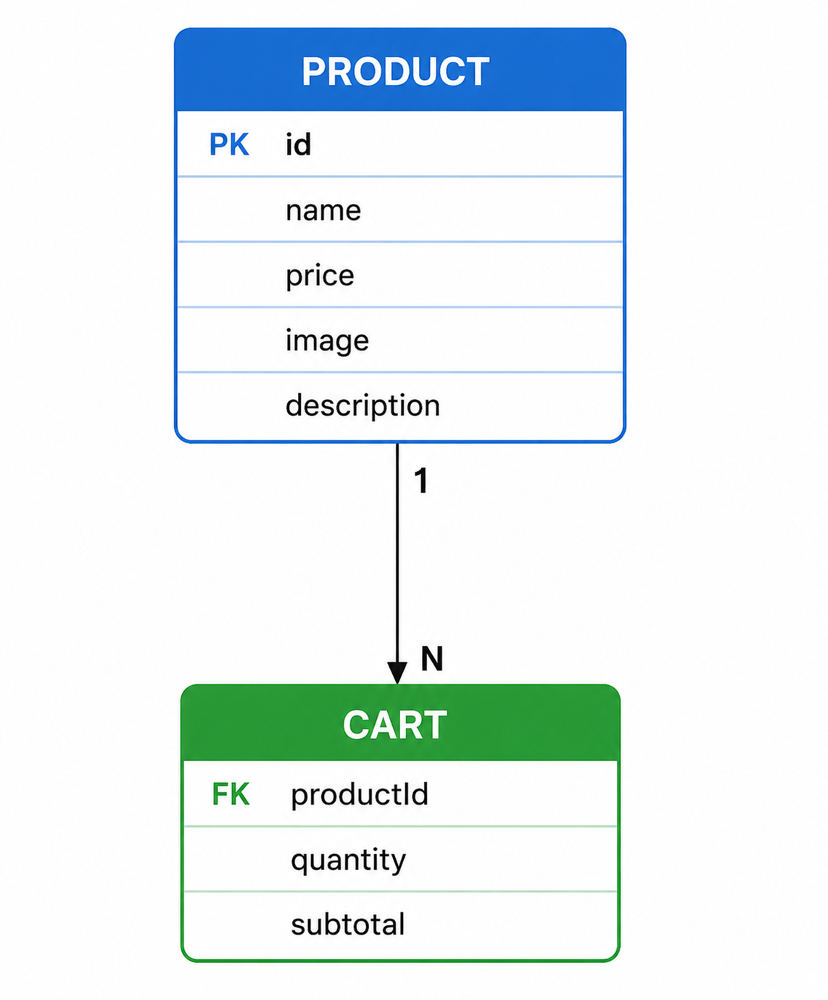 PRODUCT
PK id
name
price
image
description
1
N
CART
FK productId
quantity
subtotal